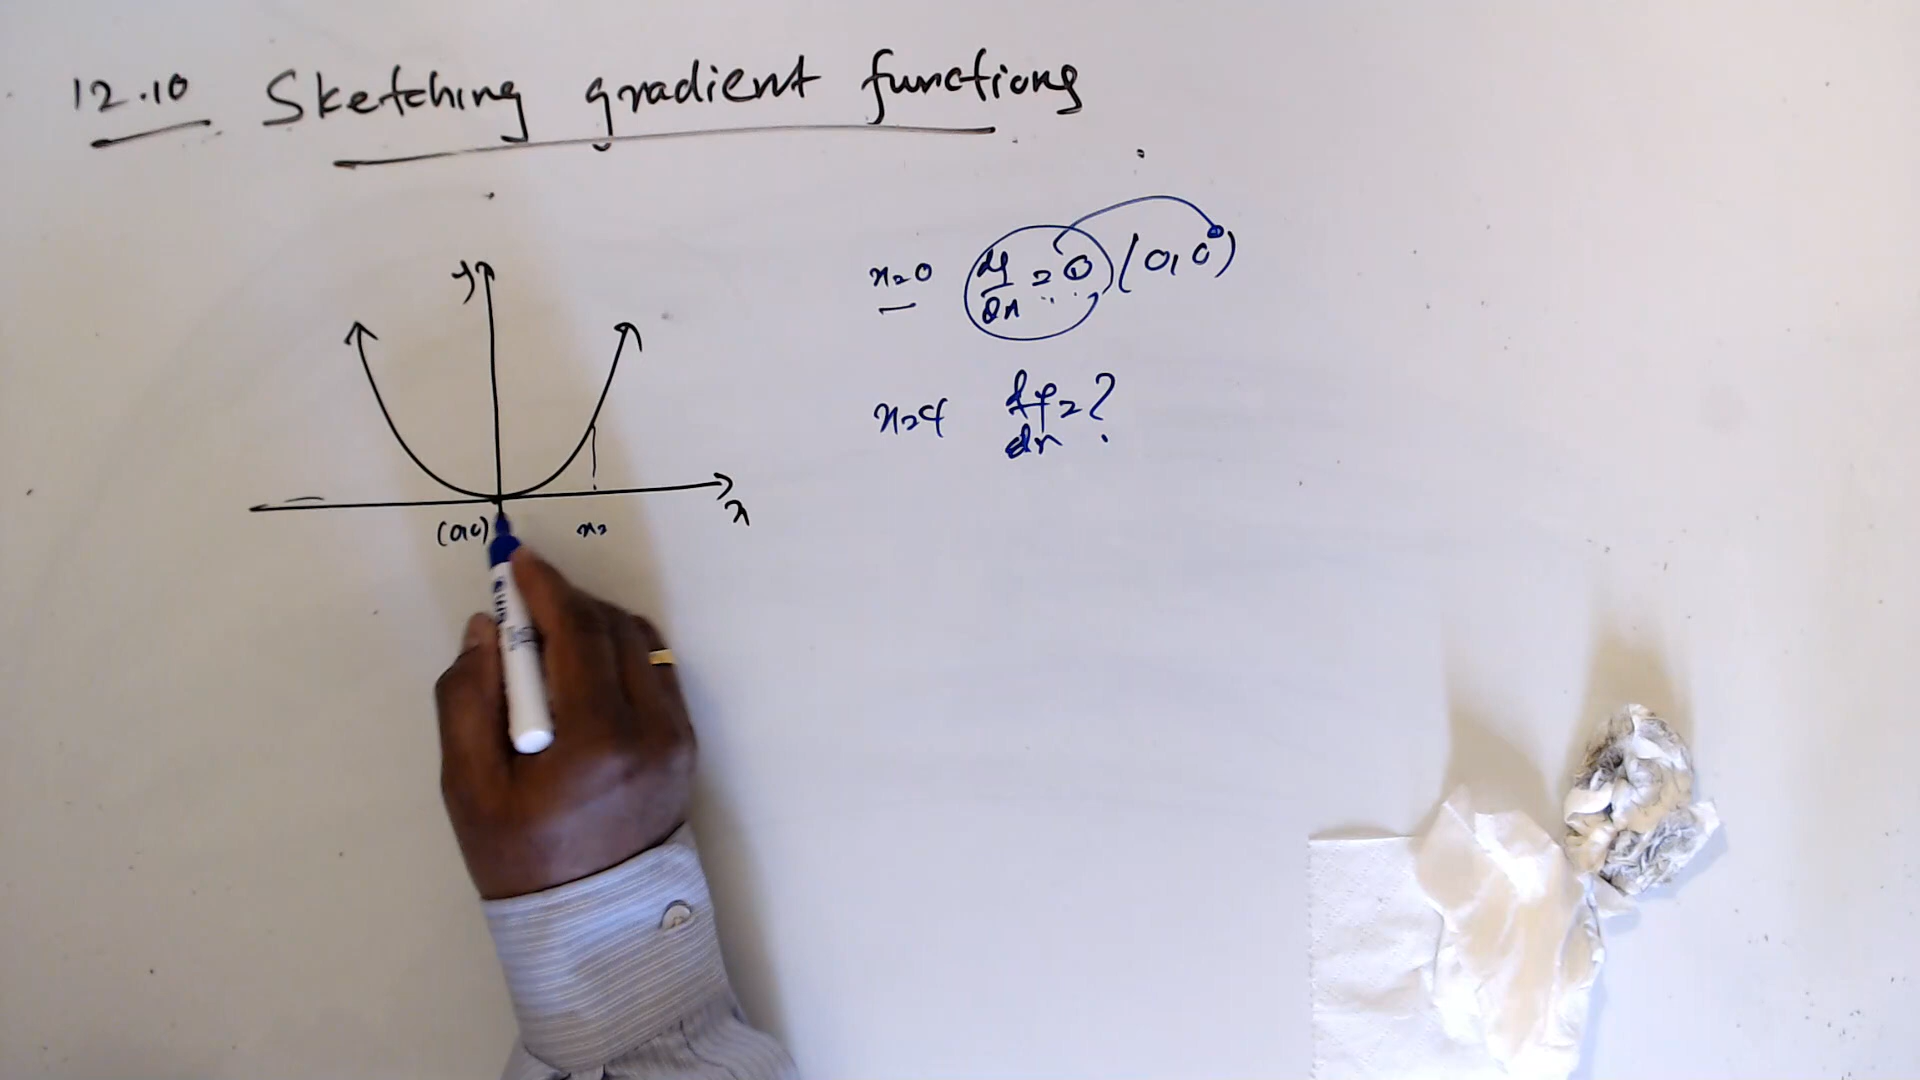 12.10 Sketching gradient functions
y
x=0 dy/dx = 0 (0,0)
x=4 dy/dx = ?
x
(0,0)